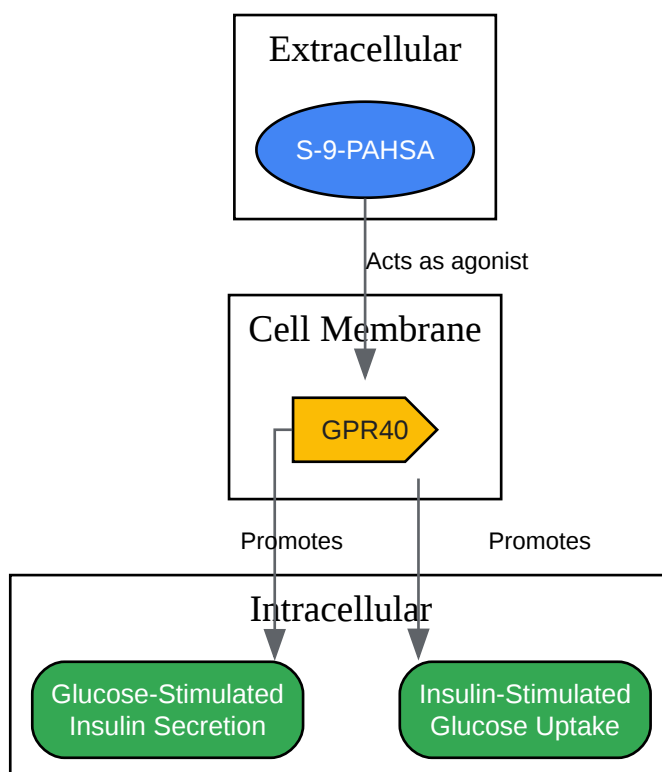 Extracellular
S-9-PAHSA
Acts as agonist
Cell Membrane
GPR40
Promotes
Promotes
Intracellular
Glucose-Stimulated
Insulin Secretion
Insulin-Stimulated
Glucose Uptake